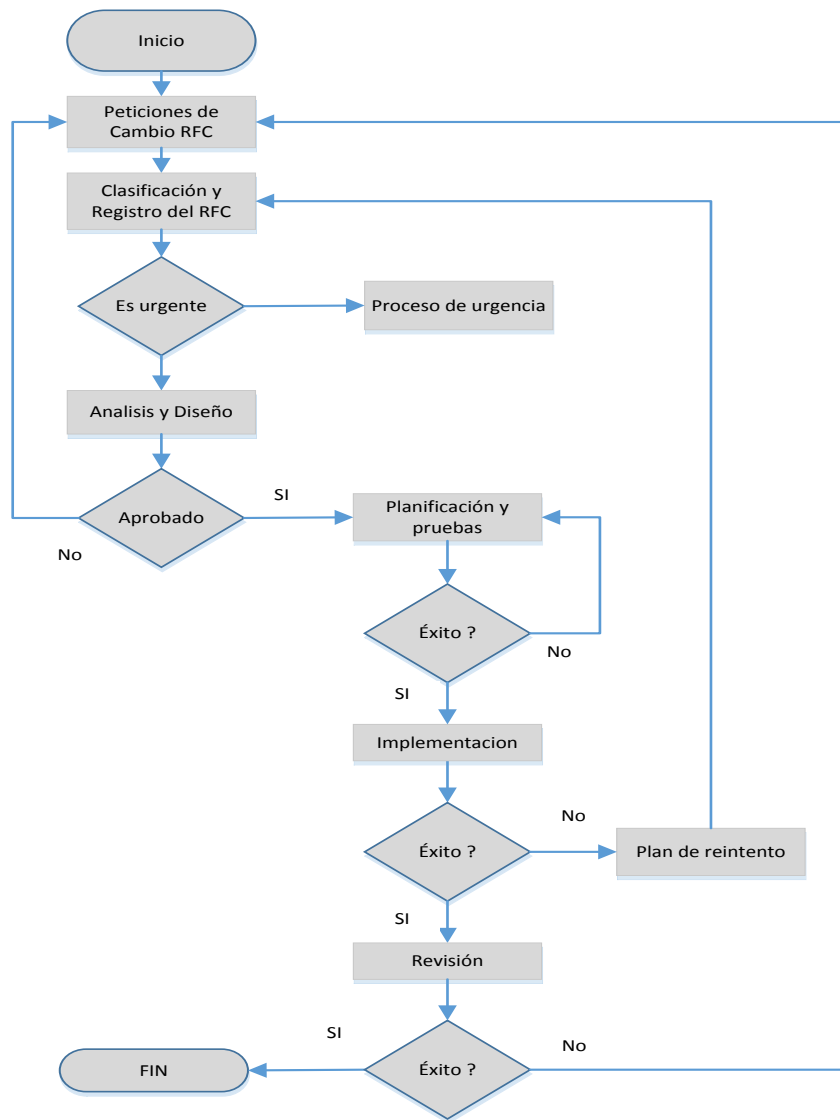 Inicio
Peticiones de
Cambio RFC
Clasificación y
Registro del RFC
Es urgente
Proceso de urgencia
Analisis y Diseño
Aprobado
SI
No
Planificación y
pruebas
Éxito ?
No
SI
Implementacion
Éxito ?
No
Plan de reintento
SI
Revisión
Éxito ?
SI
No
FIN